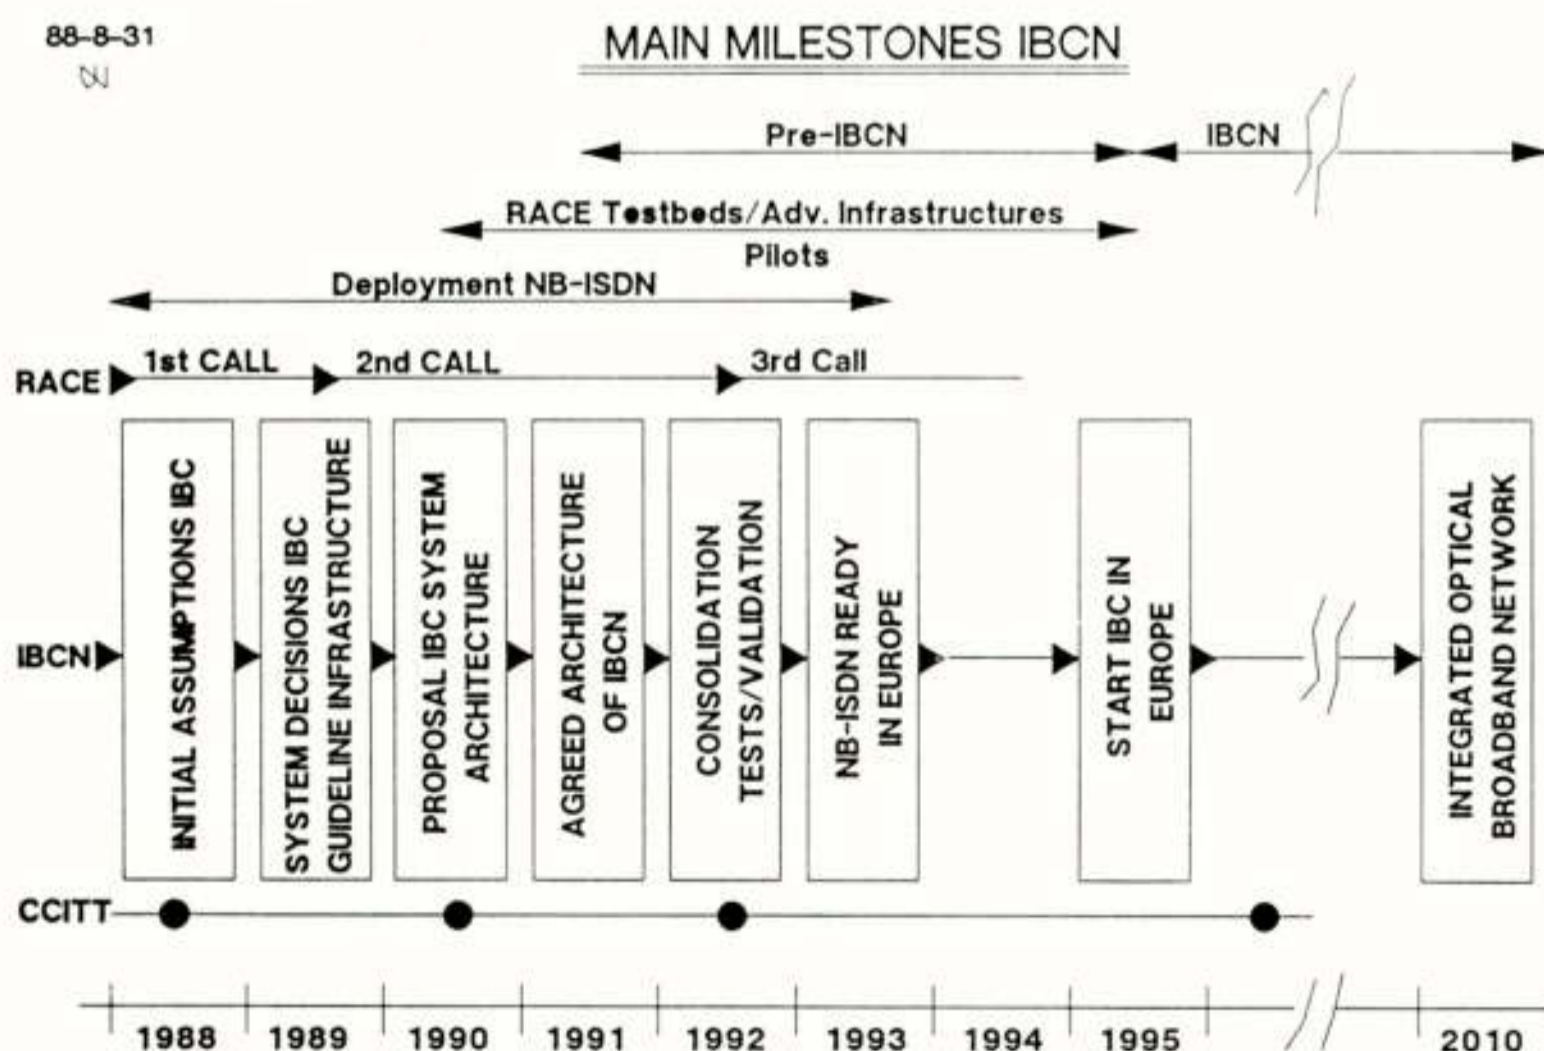 88-8-31
MAIN MILESTONES IBCN
Pre-IBCN
IBCN
RACE Testbeds/Adv. Infrastructures
Pilots
Deployment NB-ISDN
RACE
1st CALL
2nd CALL
3rd Call
IBCN
INITIAL ASSUMPTIONS IBC
SYSTEM DECISIONS IBC
GUIDELINE INFRASTRUCTURE
PROPOSAL IBC SYSTEM
ARCHITECTURE
AGREED ARCHITECTURE
OF IBCN
CONSOLIDATION
TESTS/VALIDATION
NB-ISDN READY
IN EUROPE
START IBC IN
EUROPE
INTEGRATED OPTICAL
BROADBAND NETWORK
CCITT
1988
1989
1990
1991
1992
1993
1994
1995
2010